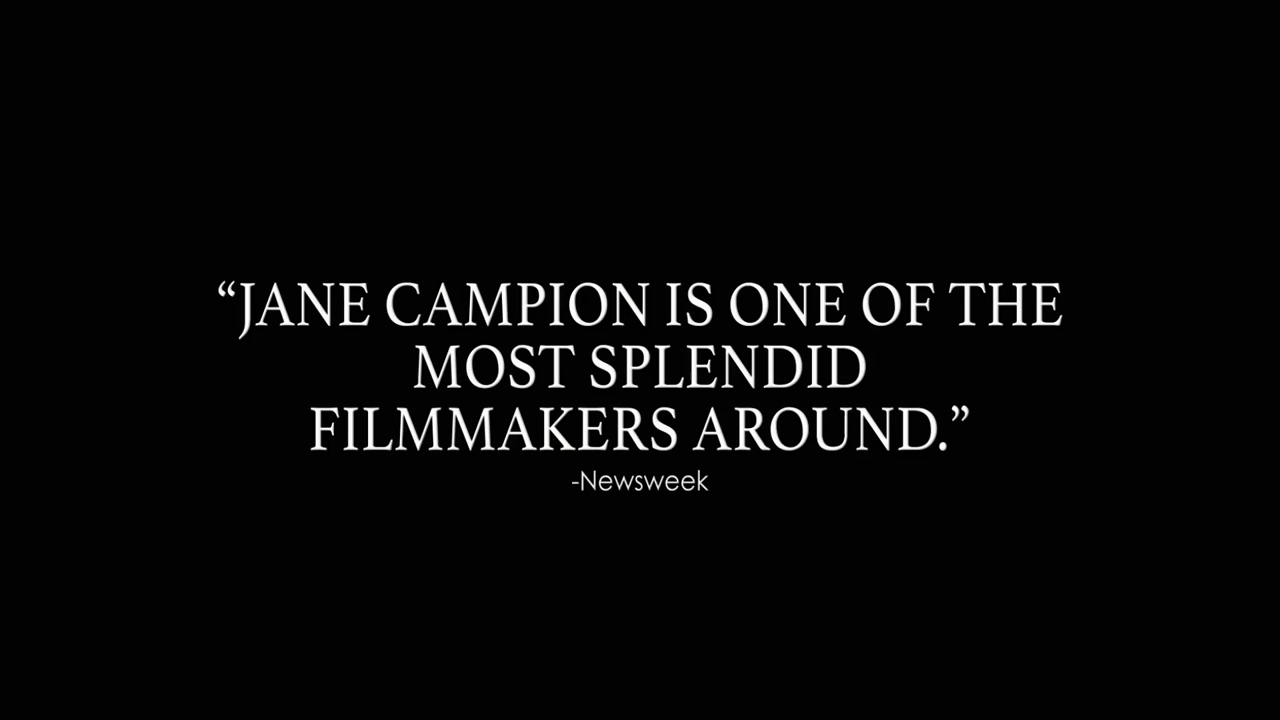 “JANE CAMPION IS ONE OF THE
MOST SPLENDID
FILMMAKERS AROUND.”
-Newsweek